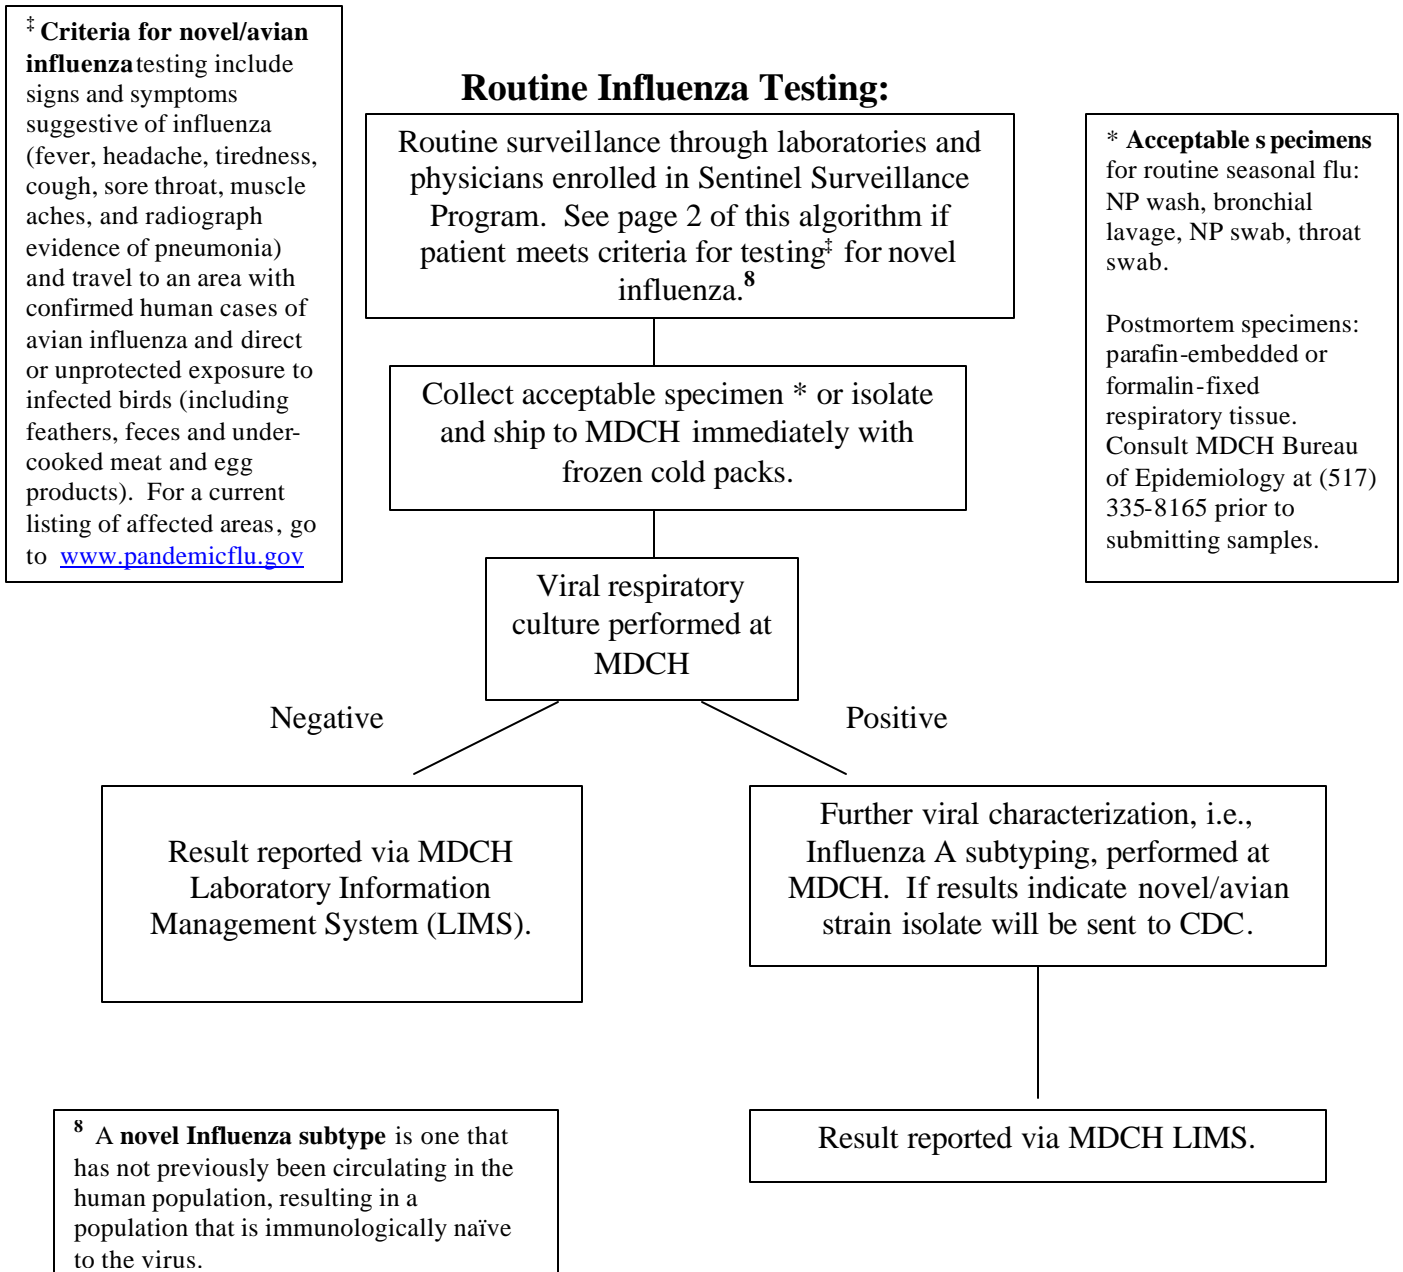 ‡ Criteria for novel/avian
influenza testing include
signs and symptoms
suggestive of influenza
(fever, headache, tiredness,
cough, sore throat, muscle
aches, and radiograph
evidence of pneumonia)
and travel to an area with
confirmed human cases of
avian influenza and direct
or unprotected exposure to
infected birds (including
feathers, feces and under-
cooked meat and egg
products). For a current
listing of affected areas, go
to www.pandemicflu.gov
Routine Influenza Testing:
Routine surveillance through laboratories and
physicians enrolled in Sentinel Surveillance
Program. See page 2 of this algorithm if
patient meets criteria for testing‡ for novel
influenza.8
* Acceptable specimens
for routine seasonal flu:
NP wash, bronchial
lavage, NP swab, throat
swab.
Postmortem specimens:
parafin-embedded or
formalin-fixed
respiratory tissue.
Consult MDCH Bureau
of Epidemiology at (517)
335-8165 prior to
submitting samples.
Collect acceptable specimen * or isolate
and ship to MDCH immediately with
frozen cold packs.
Viral respiratory
culture performed at
MDCH
Negative
Positive
Result reported via MDCH
Laboratory Information
Management System (LIMS).
Further viral characterization, i.e.,
Influenza A subtyping, performed at
MDCH. If results indicate novel/avian
strain isolate will be sent to CDC.
8 A novel Influenza subtype is one that
has not previously been circulating in the
human population, resulting in a
population that is immunologically naïve
to the virus.
Result reported via MDCH LIMS.